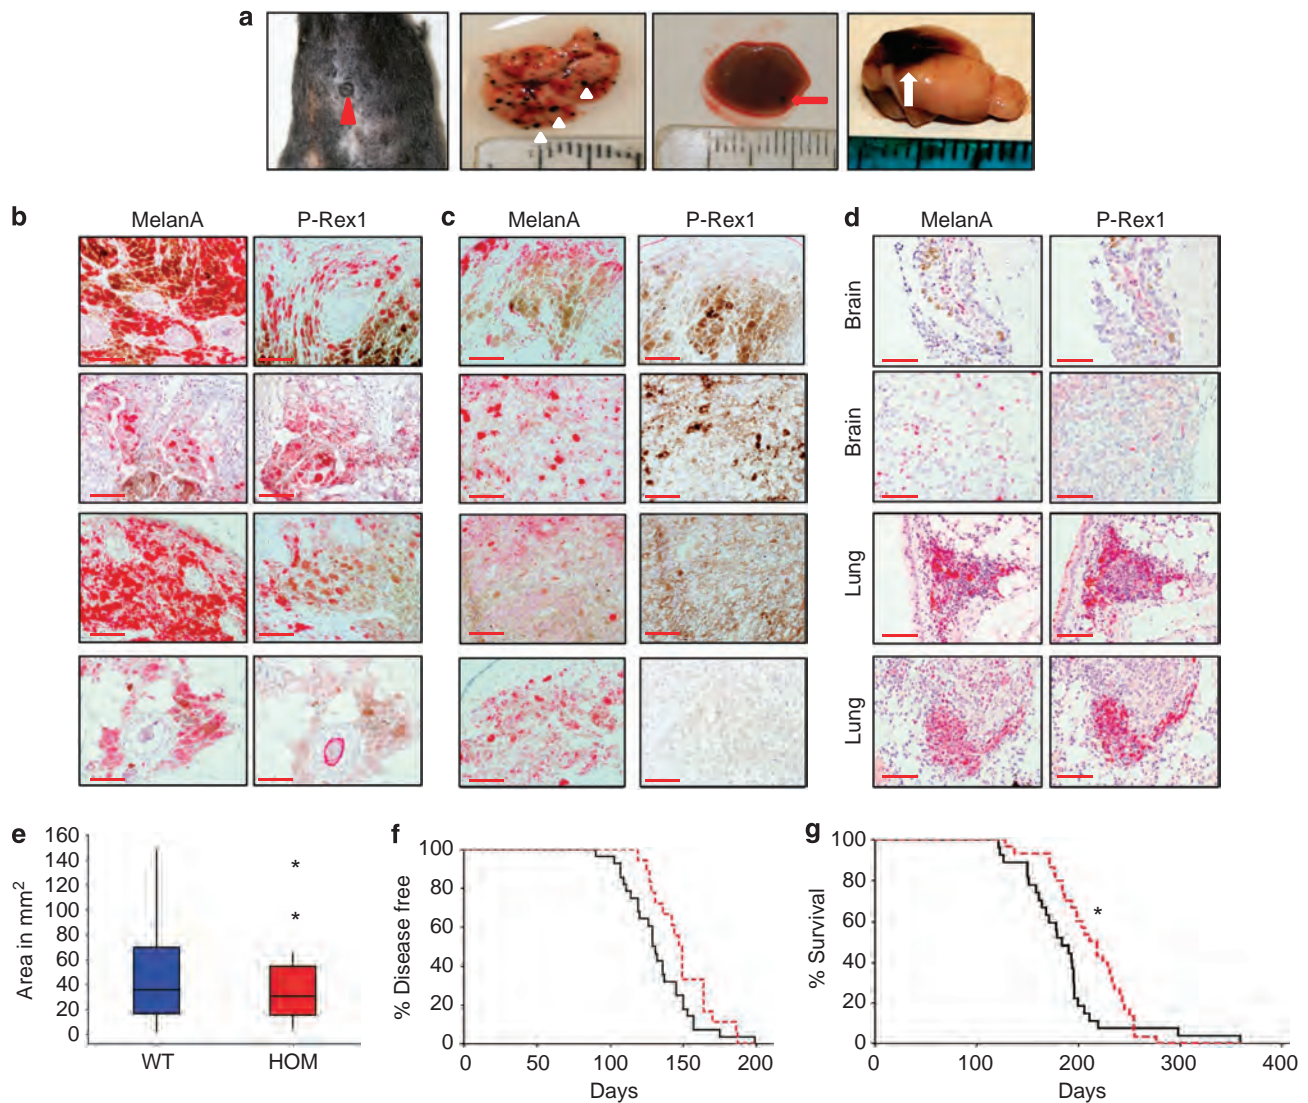 a
b MelanA P-Rex1 c MelanA P-Rex1 d MelanA P-Rex1
Brain
Brain
Lung
Lung
e
Area in mm2
160
140
120
100
80
60
40
20
0
WT HOM
*
*
f
% Disease free
100
80
60
40
20
0
0 50 100 150 200
Days
g
% Survival
100
80
60
40
20
0
0 100 200 300 400
Days
*